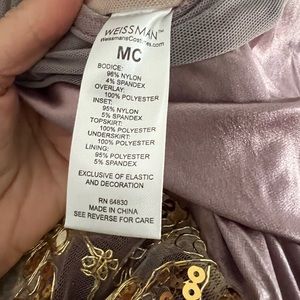 WEISSMAN™
WeissmansCostumes.com
MC
BODICE:
96% NYLON
4% SPANDEX
OVERLAY:
100% POLYESTER
INSET:
95% NYLON
5% SPANDEX
TOPSKIRT:
100% POLYESTER
UNDERSKIRT:
100% POLYESTER
LINING:
95% POLYESTER
5% SPANDEX
EXCLUSIVE OF ELASTIC
AND DECORATION
RN 64830
MADE IN CHINA
SEE REVERSE FOR CARE